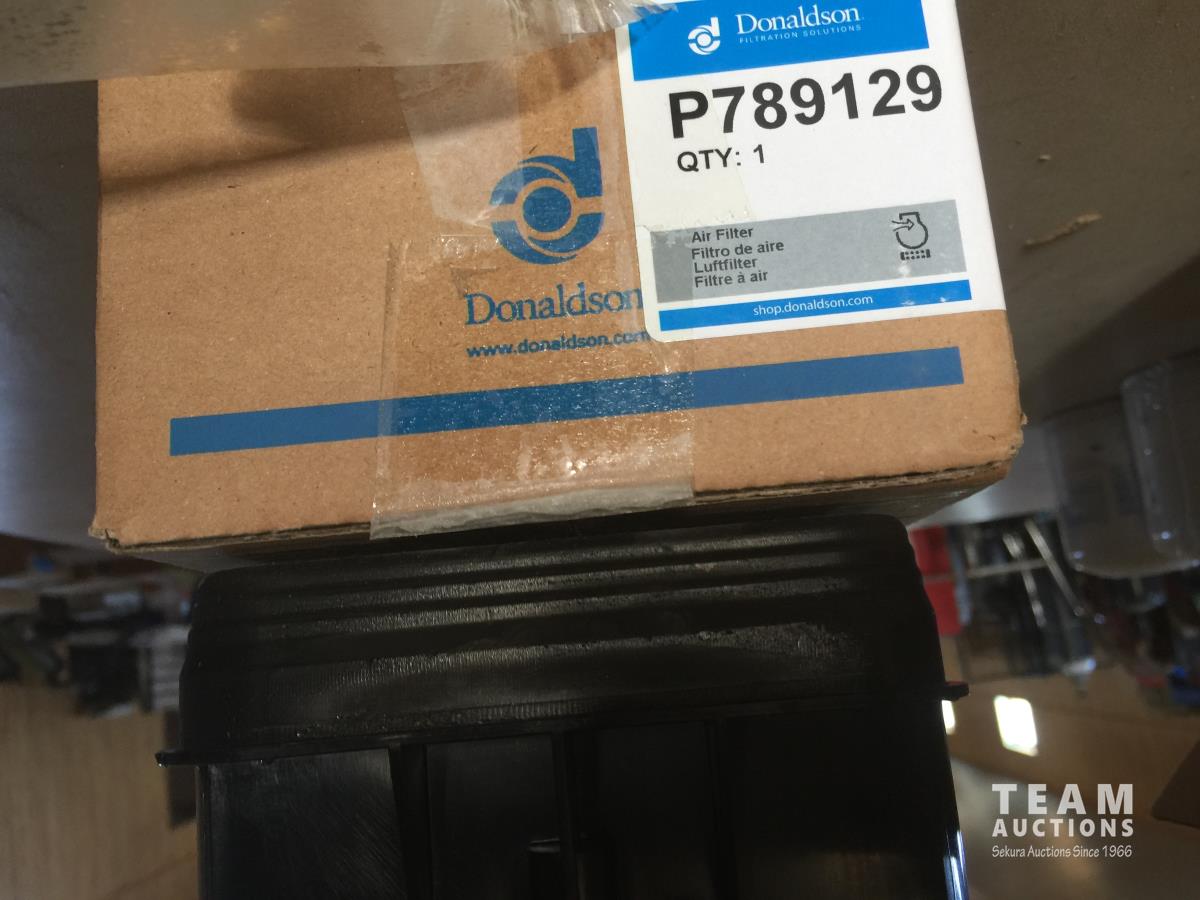 Donaldson.
FILTRATION SOLUTIONS
P789129
QTY: 1
Air Filter
Filtro de aire
Luftfilter
Filtre à air
shop.donaldson.com
Donaldson
www.donaldson.com
TEAM
AUCTIONS
Sekura Auctions Since 1966